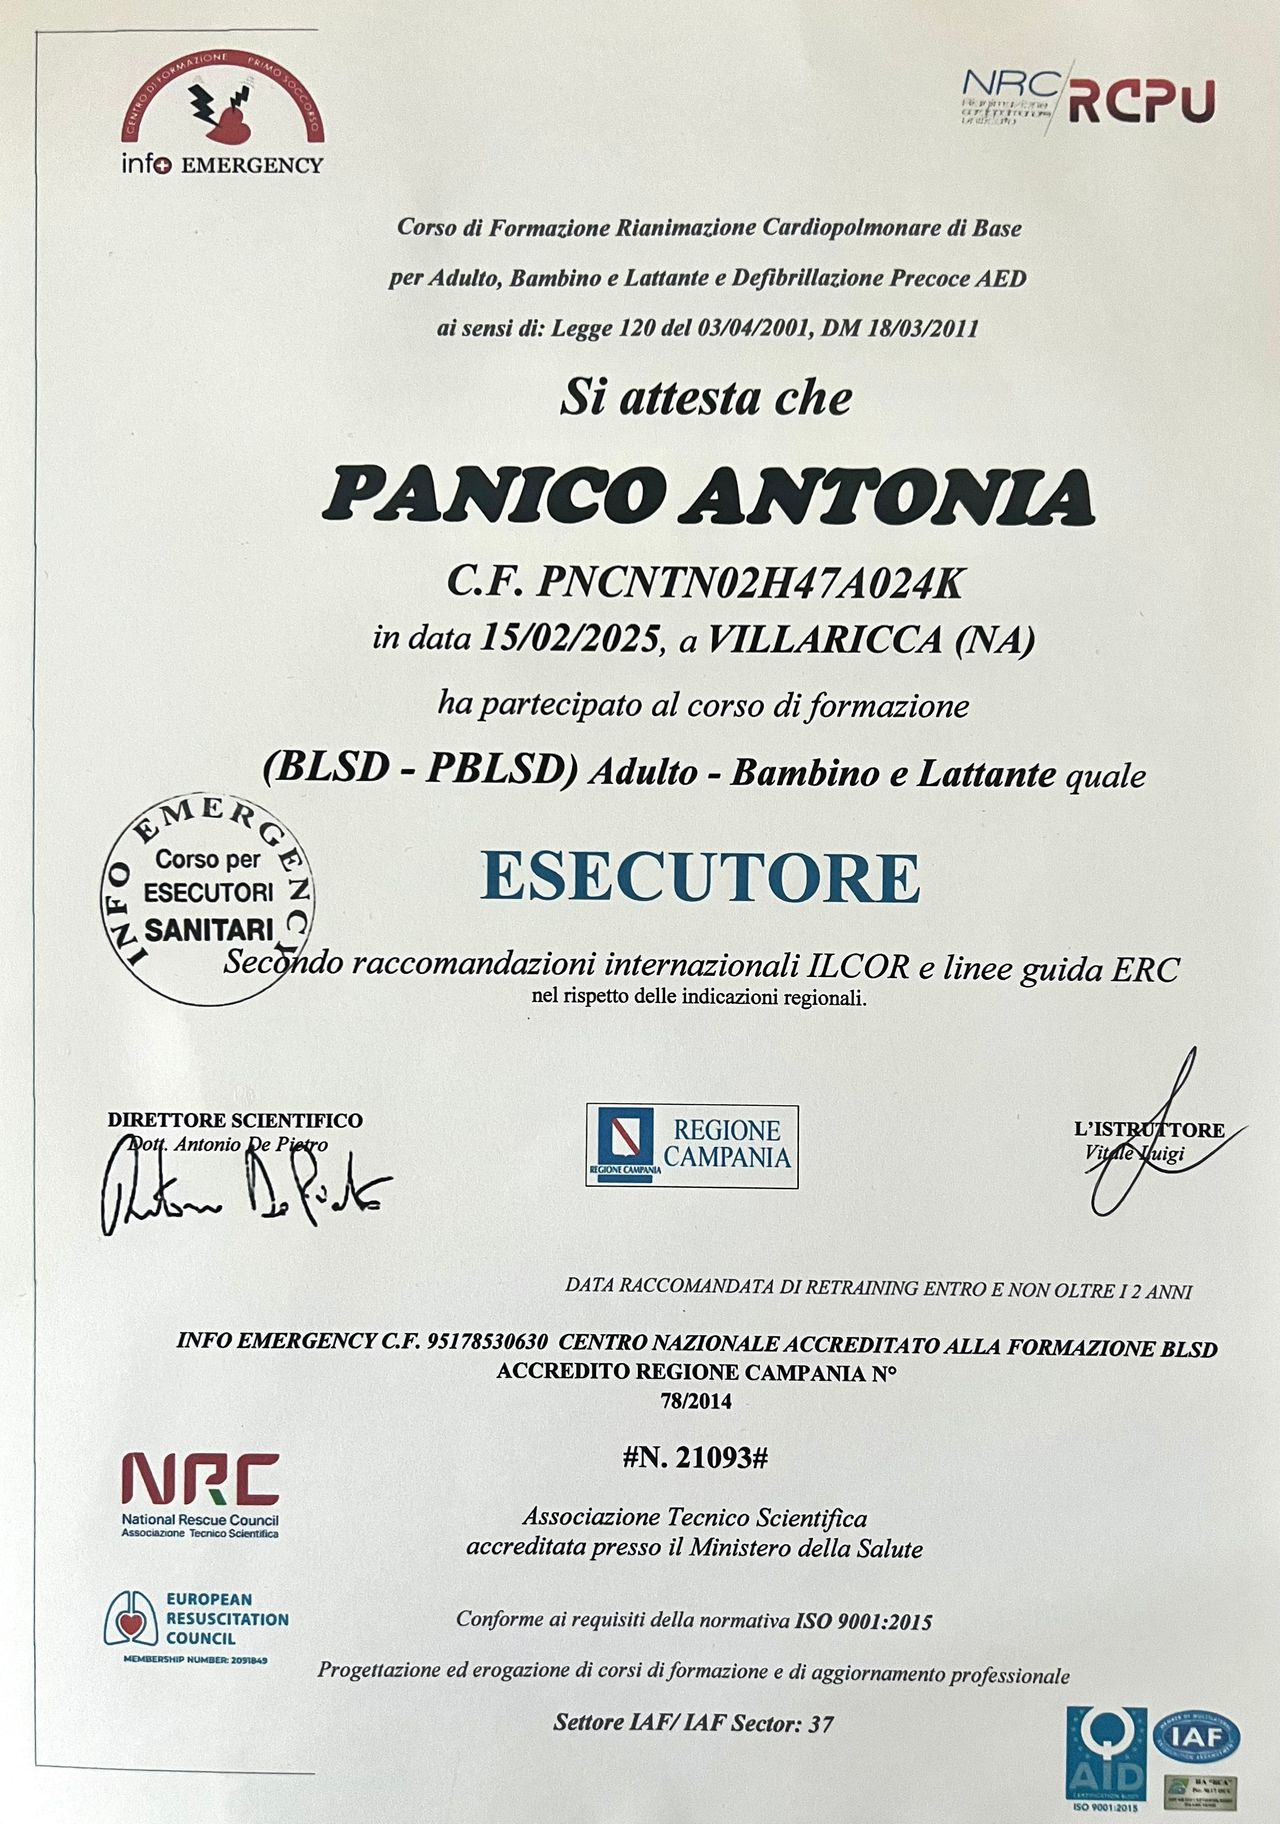 CENTRO DI FORMAZIONE PRIMO SOCCORSO
info EMERGENCY
NRC RCPU
Corso di Formazione Rianimazione Cardiopolmonare di Base
per Adulto, Bambino e Lattante e Defibrillazione Precoce AED
ai sensi di: Legge 120 del 03/04/2001, DM 18/03/2011
Si attesta che
PANICO ANTONIA
C.F. PNCNTN02H47A024K
in data 15/02/2025, a VILLARICCA (NA)
ha partecipato al corso di formazione
(BLSD - PBLSD) Adulto - Bambino e Lattante quale
INFO EMERGENCY
Corso per
ESECUTORI
SANITARI
ESECUTORE
Secondo raccomandazioni internazionali ILCOR e linee guida ERC
nel rispetto delle indicazioni regionali.
DIRETTORE SCIENTIFICO
Dott. Antonio De Pietro
Antonio De Pietro
REGIONE CAMPANIA
REGIONE
CAMPANIA
L'ISTRUTTORE
Vitale Luigi
DATA RACCOMANDATA DI RETRAINING ENTRO E NON OLTRE I 2 ANNI
INFO EMERGENCY C.F. 95178530630 CENTRO NAZIONALE ACCREDITATO ALLA FORMAZIONE BLSD
ACCREDITO REGIONE CAMPANIA N°
78/2014
#N. 21093#
NRC
National Rescue Council
Associazione Tecnico Scientifica
Associazione Tecnico Scientifica
accreditata presso il Ministero della Salute
EUROPEAN
RESUSCITATION
COUNCIL
MEMBERSHIP NUMBER: 2091849
Conforme ai requisiti della normativa ISO 9001:2015
Progettazione ed erogazione di corsi di formazione e di aggiornamento professionale
Settore IAF/ IAF Sector: 37
AID
CERTIFICATION BODY
ISO 9001:2015
IAF